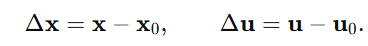 Δx = x − x₀,  Δu = u − u₀.